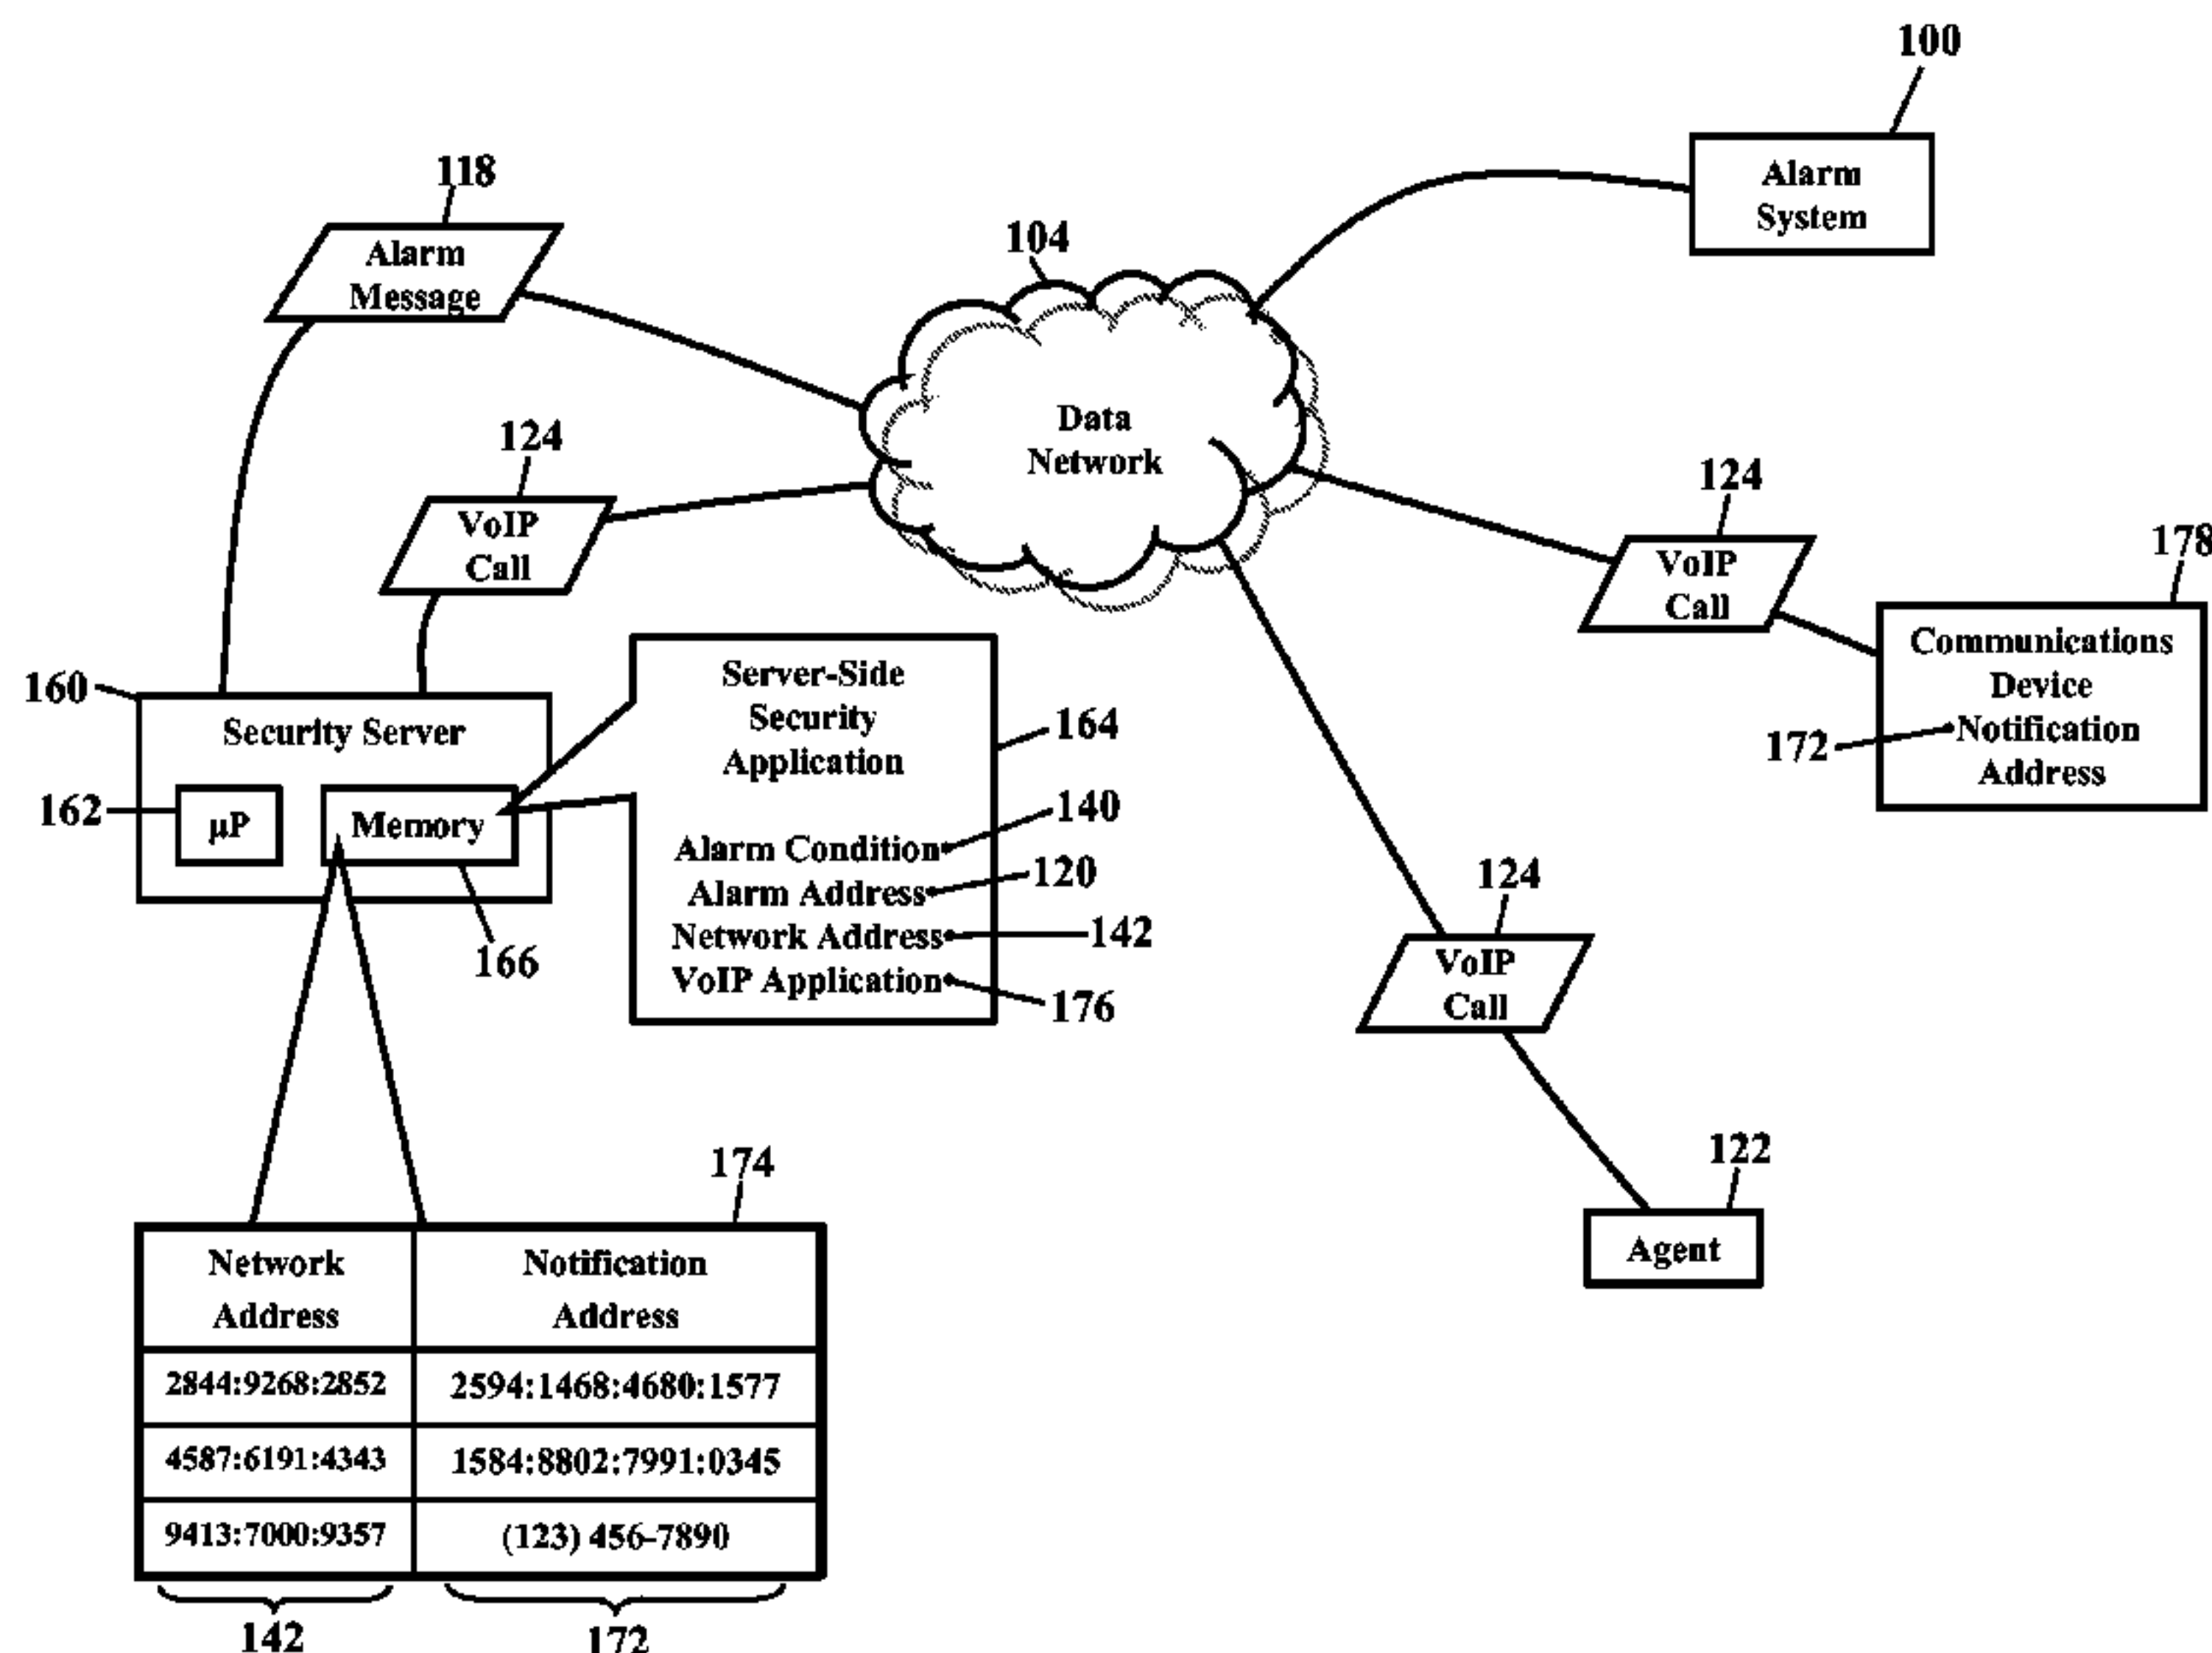 100
Alarm
System
118
Alarm
Message
104
Data
Network
124
VoIP
Call
124
VoIP
Call
178
Communications
Device
Notification
Address
172
160
Security Server
162
µP
Memory
166
Server-Side
Security
Application
164
Alarm Condition
140
Alarm Address
120
Network Address
142
VoIP Application
176
124
VoIP
Call
122
Agent
174
Network
Address
Notification
Address
2844:9268:2852
2594:1468:4680:1577
4587:6191:4343
1584:8802:7991:0345
9413:7000:9357
(123) 456-7890
142
172